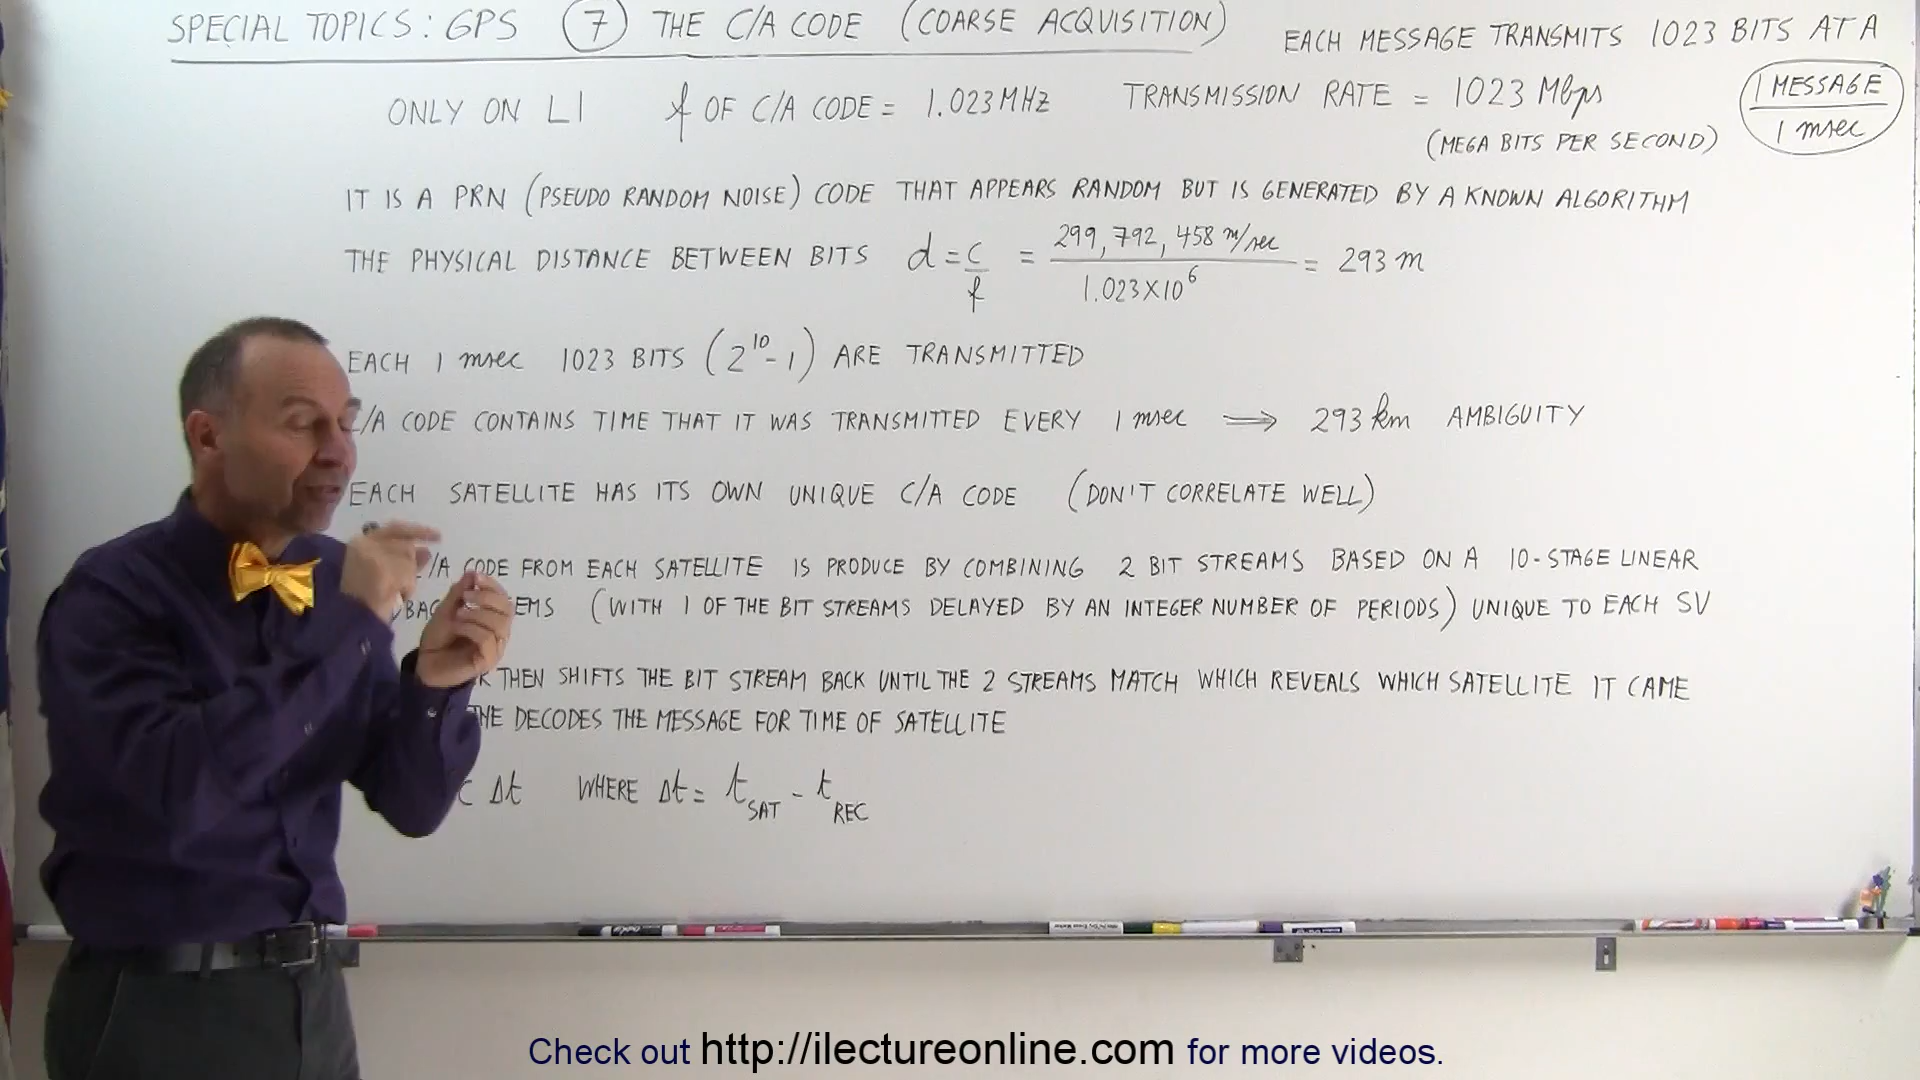 SPECIAL TOPICS: GPS 7 THE C/A CODE (COARSE ACQUISITION)
EACH MESSAGE TRANSMITS 1023 BITS AT A
1 MESSAGE
1 msec
ONLY ON L1 f OF C/A CODE = 1.023 MHZ TRANSMISSION RATE = 1023 Mbps
(MEGA BITS PER SECOND)
IT IS A PRN (PSEUDO RANDOM NOISE) CODE THAT APPEARS RANDOM BUT IS GENERATED BY A KNOWN ALGORITHM
THE PHYSICAL DISTANCE BETWEEN BITS d = c/f = 299,792,458 m/sec / 1.023X10^6 = 293 m
EACH 1 msec 1023 BITS (2^10 - 1) ARE TRANSMITTED
C/A CODE CONTAINS TIME THAT IT WAS TRANSMITTED EVERY 1 msec ⟹ 293 km AMBIGUITY
EACH SATELLITE HAS ITS OWN UNIQUE C/A CODE (DON'T CORRELATE WELL)
/A CODE FROM EACH SATELLITE IS PRODUCE BY COMBINING 2 BIT STREAMS BASED ON A 10-STAGE LINEAR
(WITH 1 OF THE BIT STREAMS DELAYED BY AN INTEGER NUMBER OF PERIODS) UNIQUE TO EACH SV
THEN SHIFTS THE BIT STREAM BACK UNTIL THE 2 STREAMS MATCH WHICH REVEALS WHICH SATELLITE IT CAME
DECODES THE MESSAGE FOR TIME OF SATELLITE
c Δt WHERE Δt = t_SAT - t_REC
Check out http://ilectureonline.com for more videos.